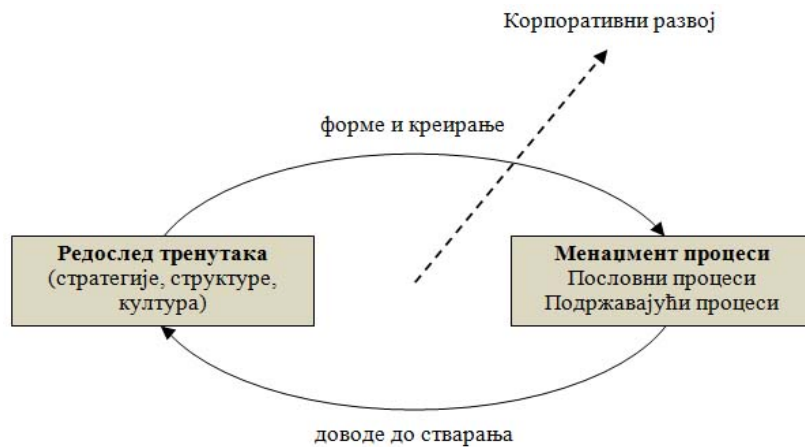 Корпоративни развој
форме и креирање
Редослед тренутака
(стратегије, структуре,
култура)
Менаџмент процеси
Пословни процеси
Подржавајући процеси
доводе до стварања